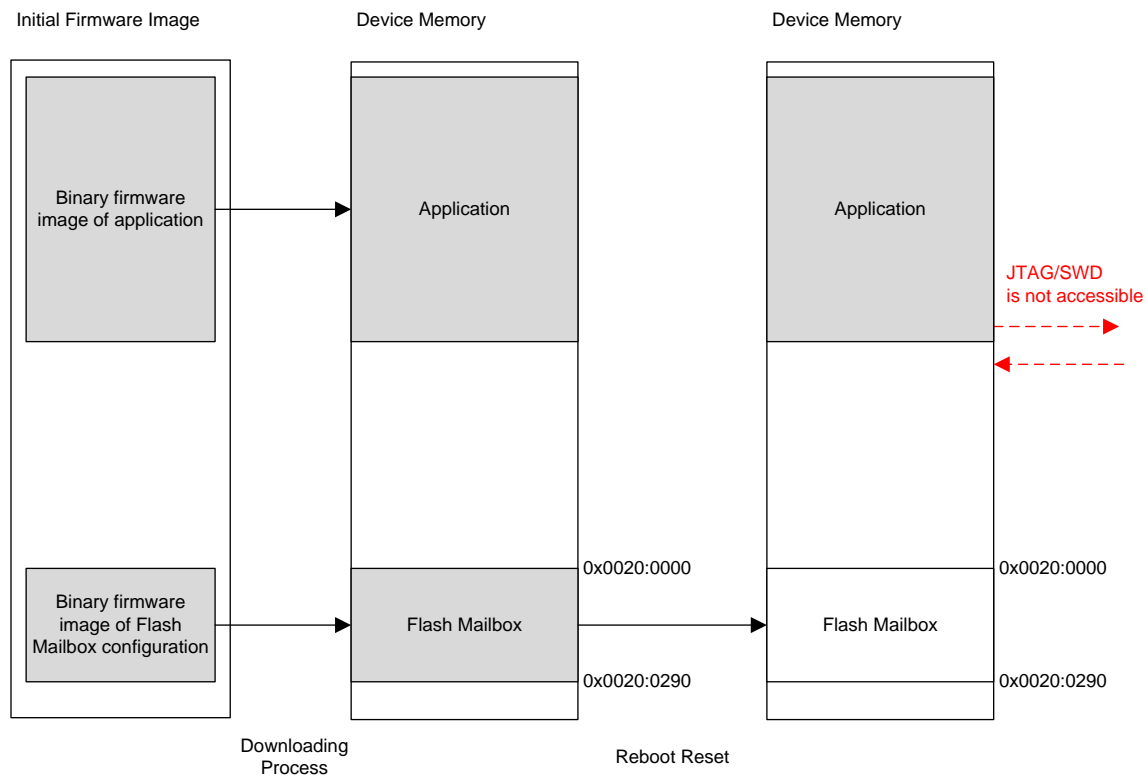 Initial Firmware Image
Device Memory
Device Memory
Binary firmware
image of application
Application
Application
JTAG/SWD
is not accessible
0x0020:0000
0x0020:0000
Binary firmware
image of Flash
Mailbox configuration
Flash Mailbox
Flash Mailbox
0x0020:0290
0x0020:0290
Downloading
Process
Reboot Reset